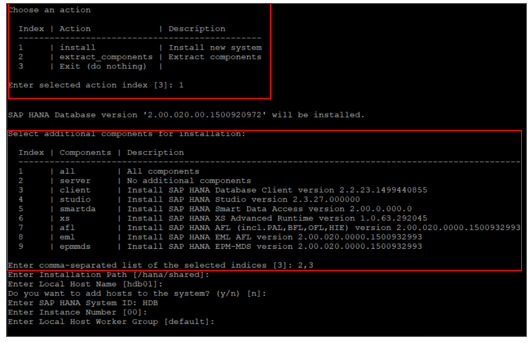 Choose an action
Index | Action | Description
-----------------------------------------------
1 | install | Install new system
2 | extract_components | Extract components
3 | Exit (do nothing) |
Enter selected action index [3]: 1
SAP HANA Database version '2.00.020.00.1500920972' will be installed.
Select additional components for installation:
Index | Components | Description
-----------------------------------------------------------------------------------------------
1 | all | All components
2 | server | No additional components
3 | client | Install SAP HANA Database Client version 2.2.23.1499440855
4 | studio | Install SAP HANA Studio version 2.3.27.000000
5 | smartda | Install SAP HANA Smart Data Access version 2.00.0.000.0
6 | xs | Install SAP HANA XS Advanced Runtime version 1.0.63.292045
7 | afl | Install SAP HANA AFL (incl.PAL,BFL,OFL,HIE) version 2.00.020.0000.1500932993
8 | eml | Install SAP HANA EML AFL version 2.00.020.0000.1500932993
9 | epmmds | Install SAP HANA EPM-MDS version 2.00.020.0000.1500932993
Enter comma-separated list of the selected indices [3]: 2,3
Enter Installation Path [/hana/shared]:
Enter Local Host Name [hdb01]:
Do you want to add hosts to the system? (y/n) [n]:
Enter SAP HANA System ID: HDB
Enter Instance Number [00]:
Enter Local Host Worker Group [default]: